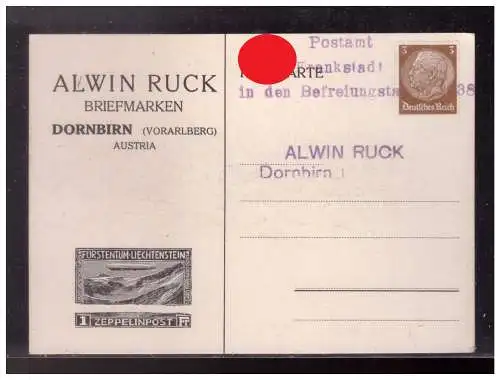 ALWIN RUCK
BRIEFMARKEN
DORNBIRN (VORARLBERG)
AUSTRIA
FÜRSTENTUM·LIECHTENSTEIN
1 ZEPPELINPOST Fr
Postamt
Frankstadt
in den Befreiungsta 38
ARTE
3 3
Deutsches Reich
ALWIN RUCK
Dornbirn